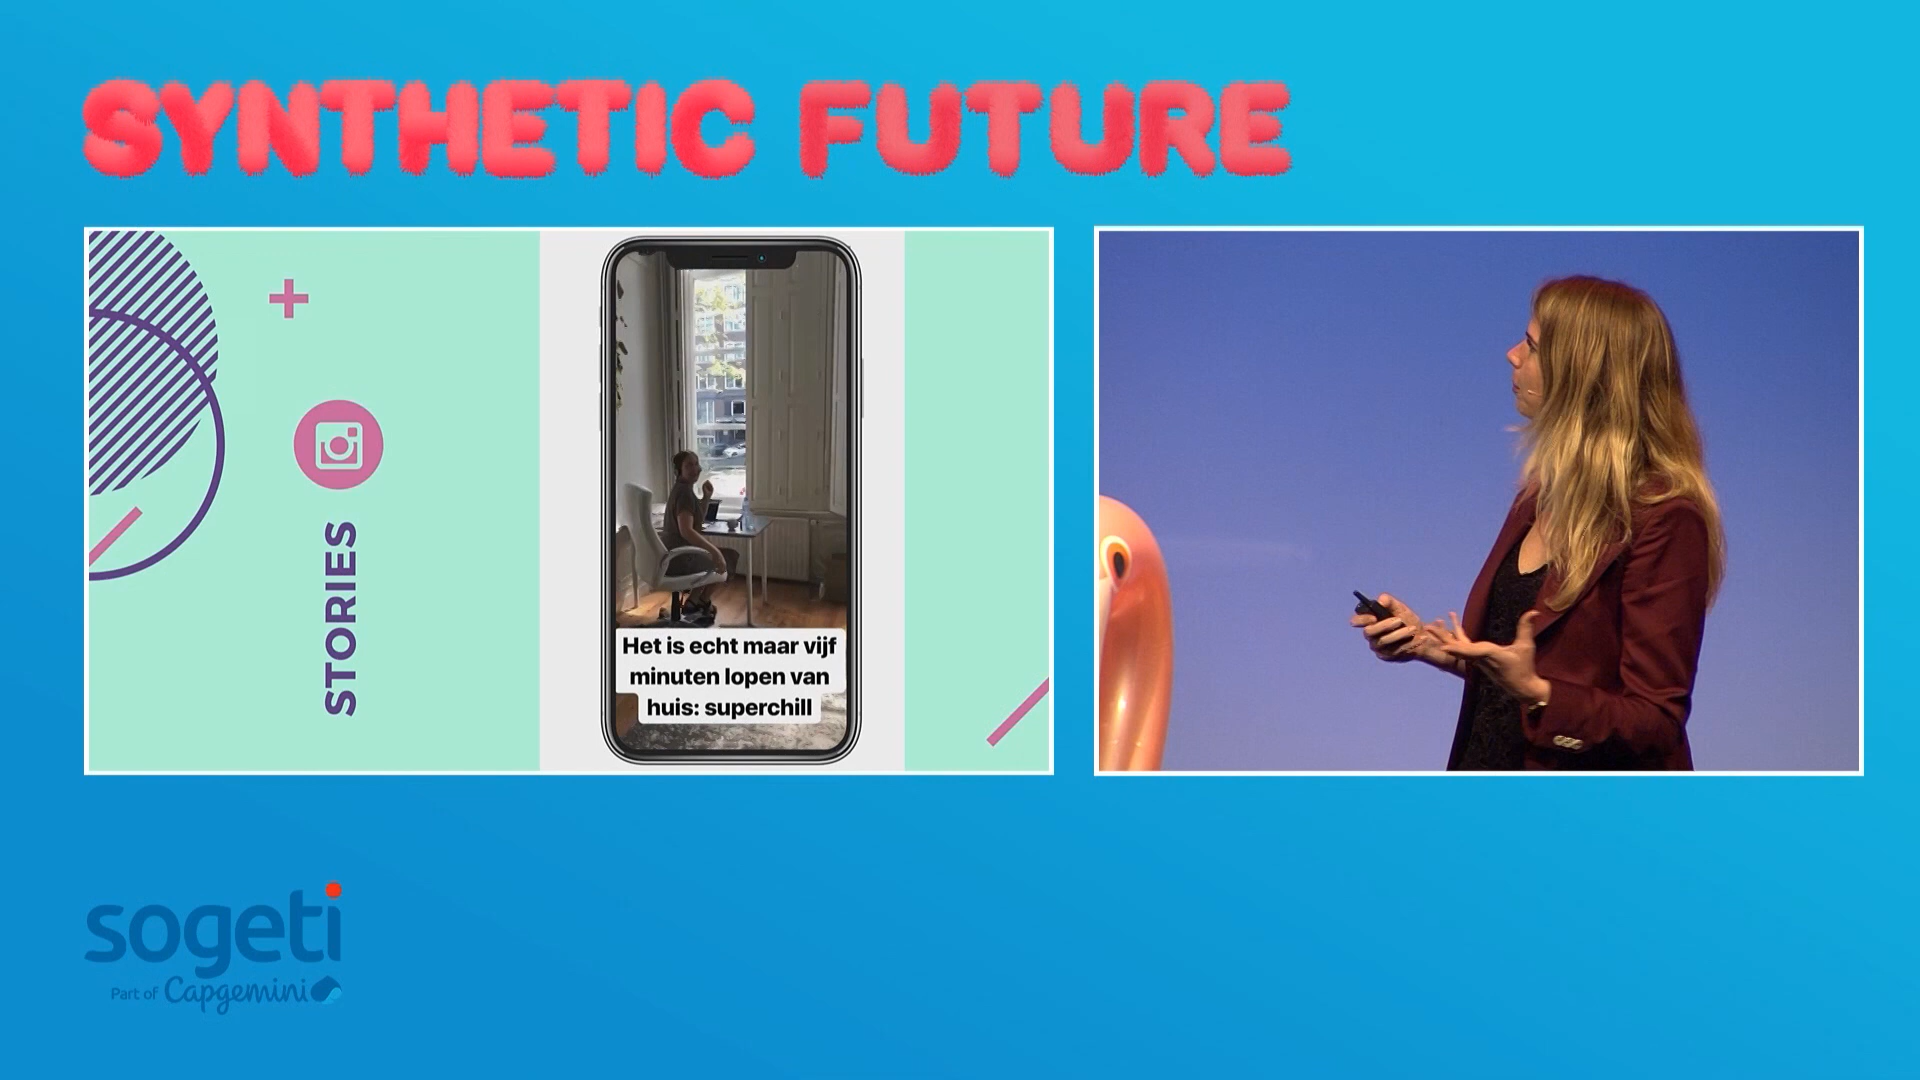 SYNTHETIC FUTURE
STORIES
Het is echt maar vijf
minuten lopen van
huis: superchill
sogeti
Part of Capgemini